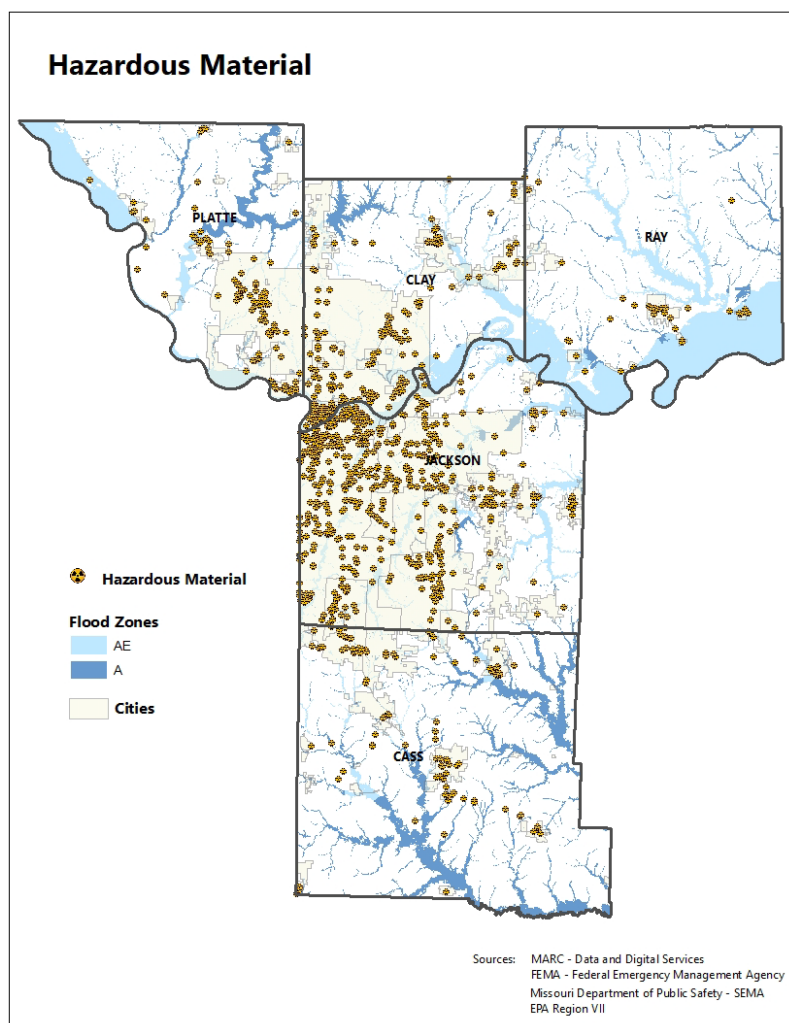 Hazardous Material
PLATTE
RAY
CLAY
JACKSON
Hazardous Material
Flood Zones
AE
A
Cities
CASS
Sources: MARC - Data and Digital Services
FEMA - Federal Emergency Management Agency
Missouri Department of Public Safety - SEMA
EPA Region VII